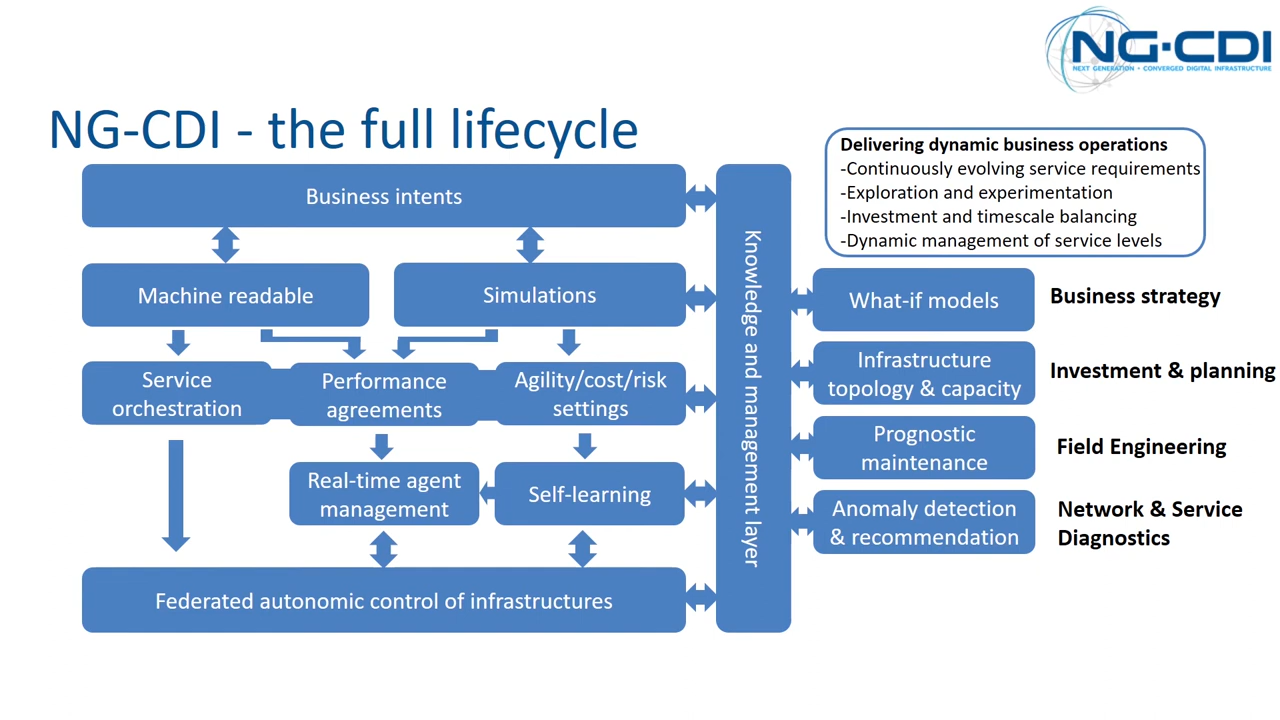 NG-CDI
NEXT GENERATION • CONVERGED DIGITAL INFRASTRUCTURE
NG-CDI - the full lifecycle
Delivering dynamic business operations
-Continuously evolving service requirements
-Exploration and experimentation
-Investment and timescale balancing
-Dynamic management of service levels
Business intents
Machine readable
Simulations
Service
orchestration
Performance
agreements
Agility/cost/risk
settings
Real-time agent
management
Self-learning
Federated autonomic control of infrastructures
Knowledge and management layer
What-if models
Business strategy
Infrastructure
topology & capacity
Investment & planning
Prognostic
maintenance
Field Engineering
Anomaly detection
& recommendation
Network & Service
Diagnostics